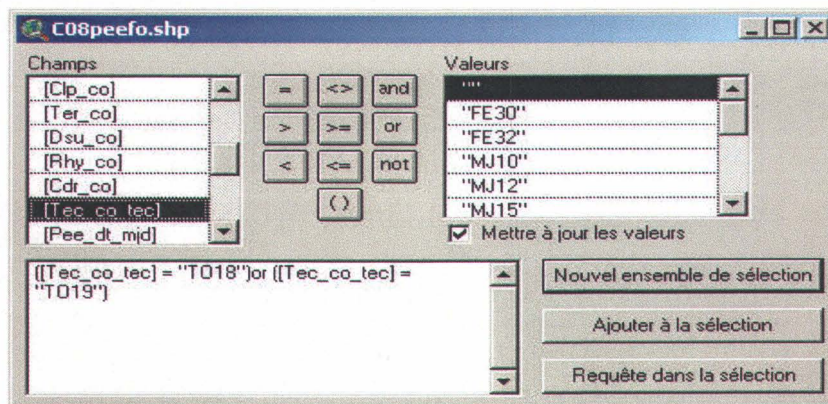 C08peefo.shp
Champs
[Clp_co]
[Ter_co]
[Dsu_co]
[Rhy_co]
[Cdr_co]
[Tec_co_tec]
[Pee_dt_mjd]
= <> and
> >= or
< <= not
()
Valeurs
""
"FE30"
"FE32"
"MJ10"
"MJ12"
"MJ15"
Mettre à jour les valeurs
([Tec_co_tec] = "TO18")or ([Tec_co_tec] =
"TO19")
Nouvel ensemble de sélection
Ajouter à la sélection
Requête dans la sélection